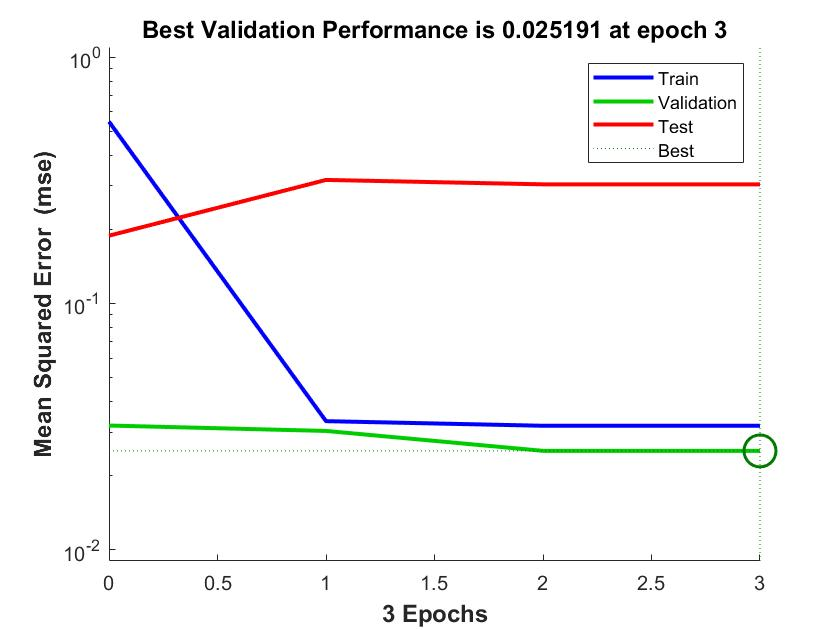 Best Validation Performance is 0.025191 at epoch 3
10^0
Train
Validation
Test
Best
Mean Squared Error (mse)
10^-1
10^-2
0 0.5 1 1.5 2 2.5 3
3 Epochs